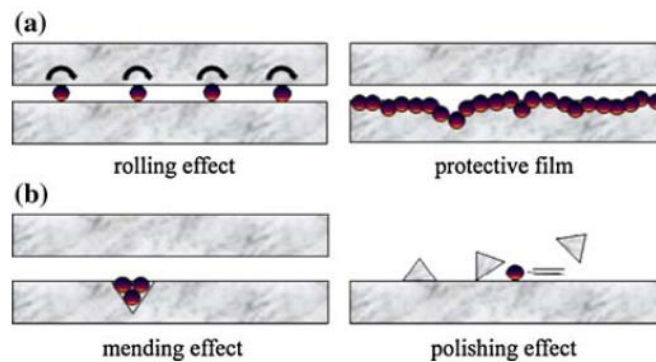 (a)
rolling effect
protective film
(b)
mending effect
polishing effect